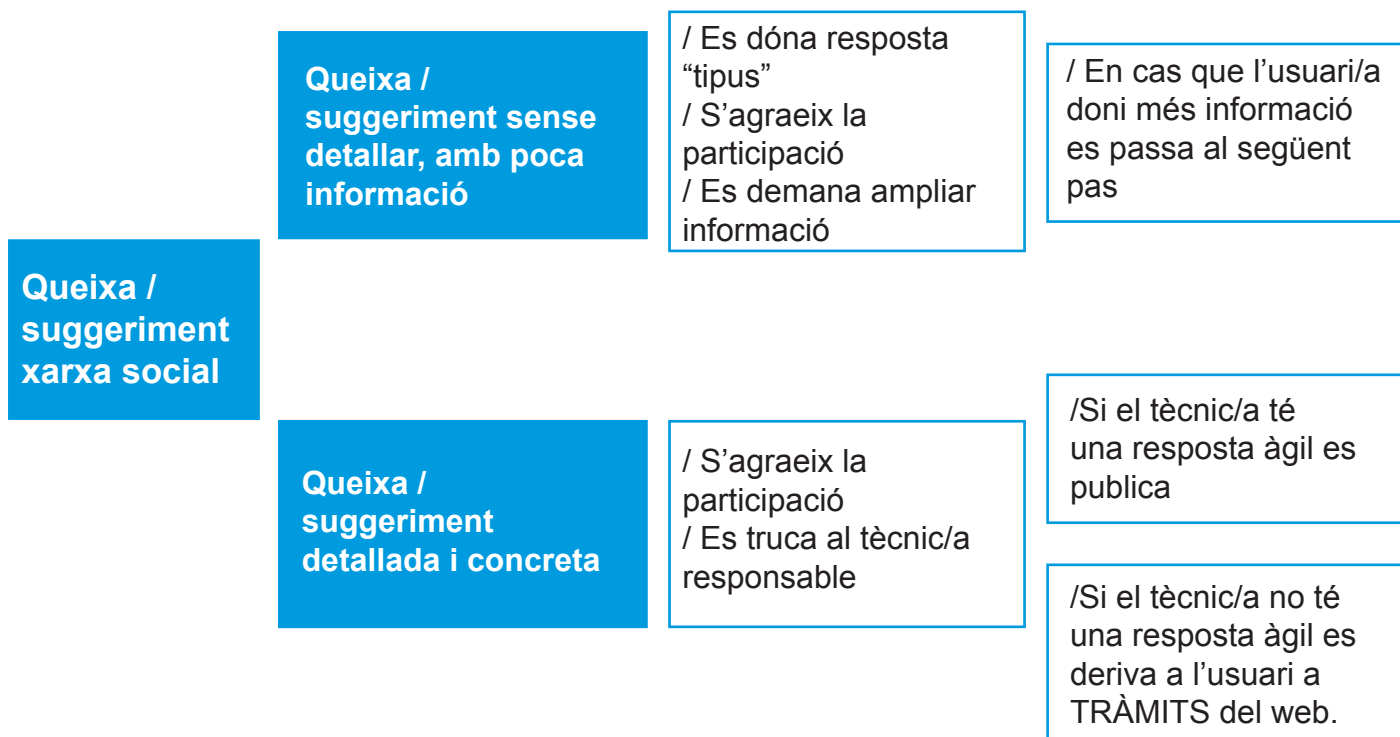 Queixa /
suggeriment
xarxa social
Queixa /
suggeriment sense
detallar, amb poca
informació
/ Es dóna resposta
“tipus”
/ S’agraeix la
participació
/ Es demana ampliar
informació
/ En cas que l’usuari/a
doni més informació
es passa al següent
pas
Queixa /
suggeriment
detallada i concreta
/ S’agraeix la
participació
/ Es truca al tècnic/a
responsable
/Si el tècnic/a té
una resposta àgil es
publica
/Si el tècnic/a no té
una resposta àgil es
deriva a l’usuari a
TRÀMITS del web.